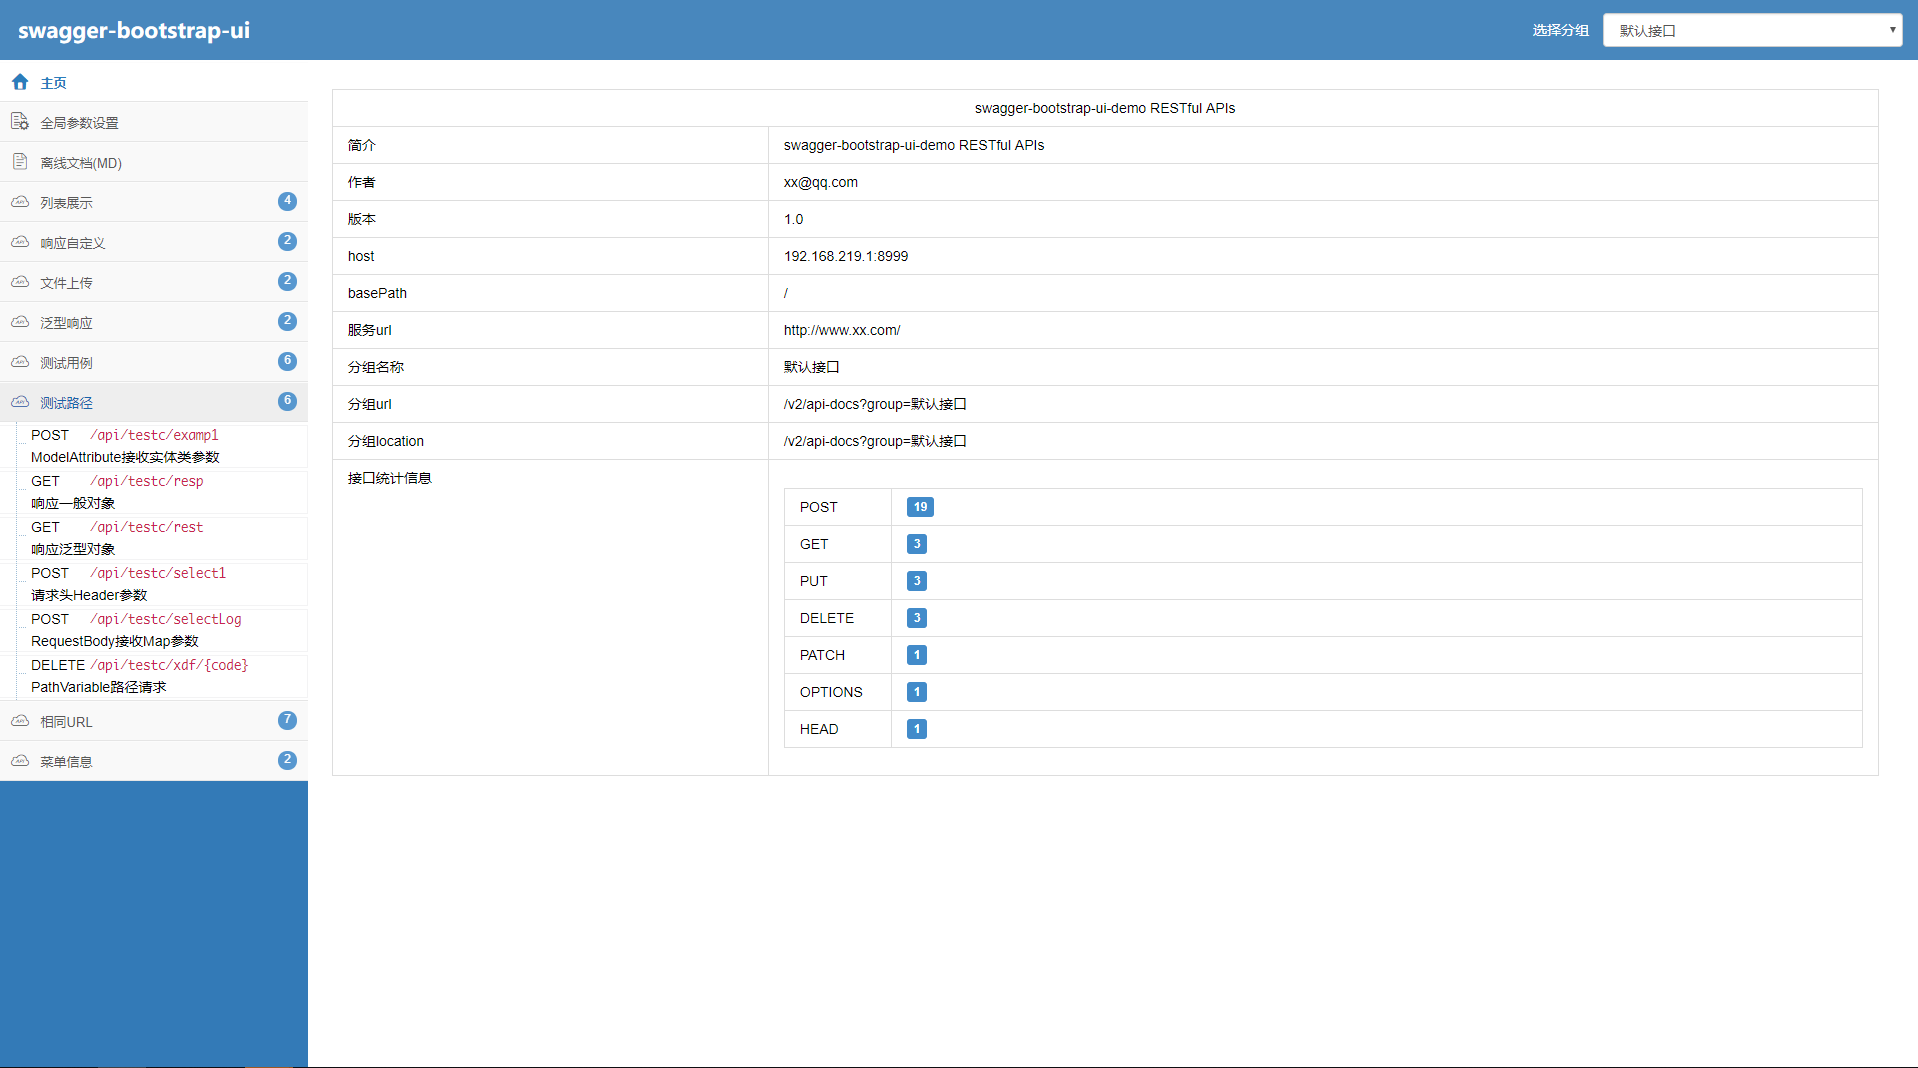 swagger-bootstrap-ui
选择分组 默认接口
主页
全局参数设置
离线文档(MD)
列表展示 4
响应自定义 2
文件上传 2
泛型响应 2
测试用例 6
测试路径 6
POST /api/testc/examp1
ModelAttribute接收实体类参数
GET /api/testc/resp
响应一般对象
GET /api/testc/rest
响应泛型对象
POST /api/testc/select1
请求头Header参数
POST /api/testc/selectLog
RequestBody接收Map参数
DELETE /api/testc/xdf/{code}
PathVariable路径请求
相同URL 7
菜单信息 2
swagger-bootstrap-ui-demo RESTful APIs
简介 swagger-bootstrap-ui-demo RESTful APIs
作者 xx@qq.com
版本 1.0
host 192.168.219.1:8999
basePath /
服务url http://www.xx.com/
分组名称 默认接口
分组url /v2/api-docs?group=默认接口
分组location /v2/api-docs?group=默认接口
接口统计信息
POST 19
GET 3
PUT 3
DELETE 3
PATCH 1
OPTIONS 1
HEAD 1